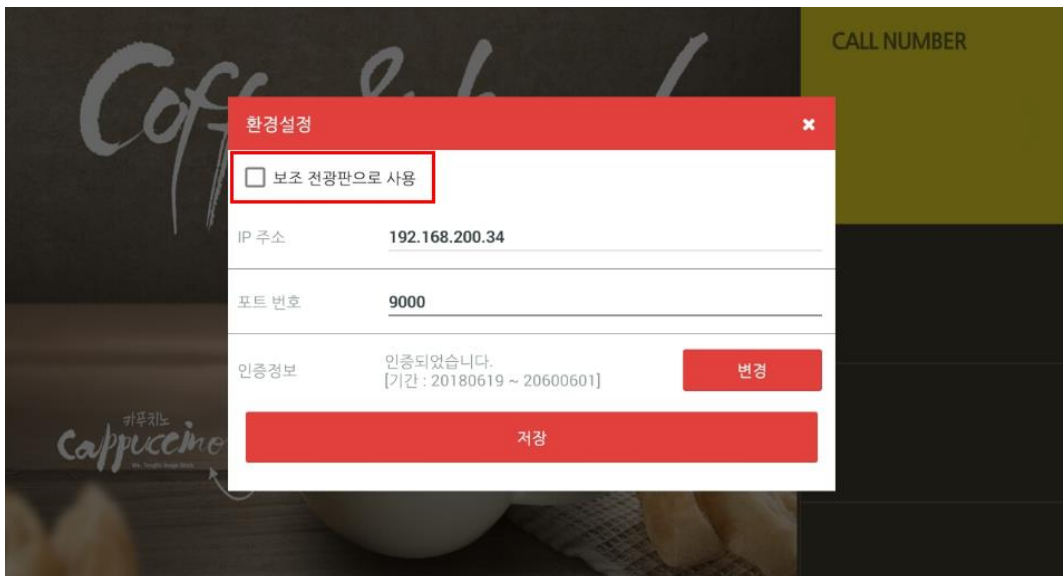 CALL NUMBER
환경설정
보조 전광판으로 사용
IP 주소
192.168.200.34
포트 번호
9000
인증정보
인증되었습니다.
[기간 : 20180619 ~ 20600601]
변경
저장
카푸치노
Cappuccino